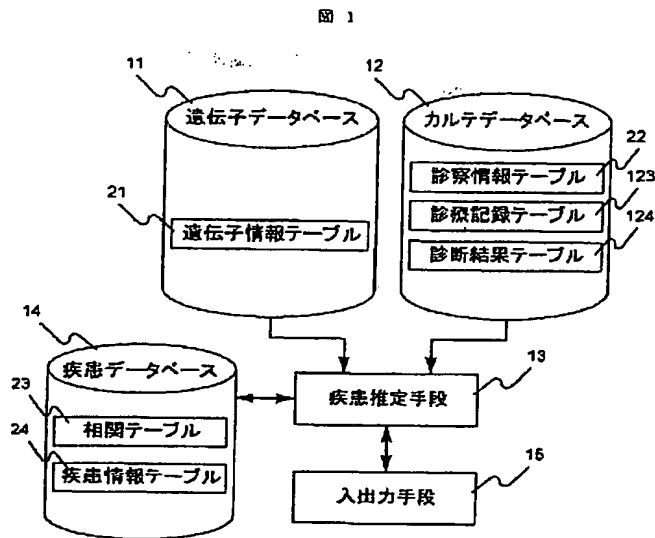 図 1
11
遺伝子データベース
21
遺伝子情報テーブル
12
カルテデータベース
22
診察情報テーブル
123
診療記録テーブル
124
診断結果テーブル
14
疾患データベース
23
相関テーブル
24
疾患情報テーブル
13
疾患推定手段
15
入出力手段